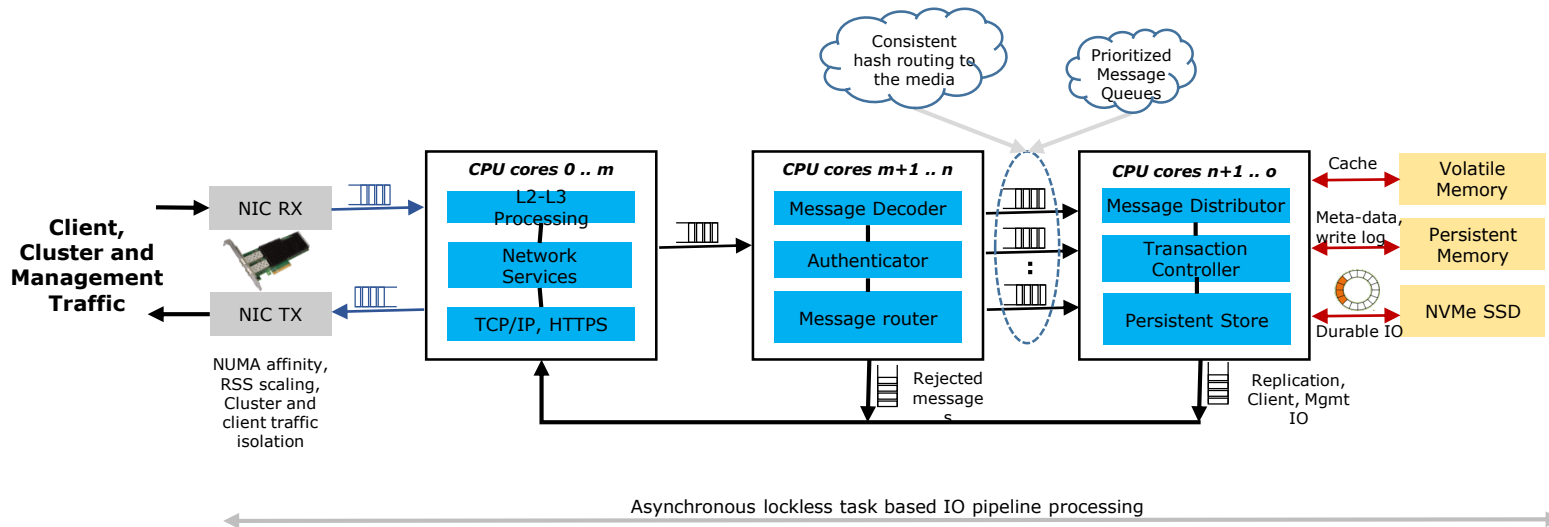 Consistent
hash routing to
the media
Prioritized
Message
Queues
Client,
Cluster and
Management
Traffic
NIC RX
NIC TX
NUMA affinity,
RSS scaling,
Cluster and
client traffic
isolation
CPU cores 0 .. m
L2-L3
Processing
Network
Services
TCP/IP, HTTPS
CPU cores m+1 .. n
Message Decoder
Authenticator
Message router
Rejected
message
s
:
CPU cores n+1 .. o
Message Distributor
Transaction
Controller
Persistent Store
Replication,
Client, Mgmt
IO
Cache
Meta-data,
write log
Durable IO
Volatile
Memory
Persistent
Memory
NVMe SSD
Asynchronous lockless task based IO pipeline processing